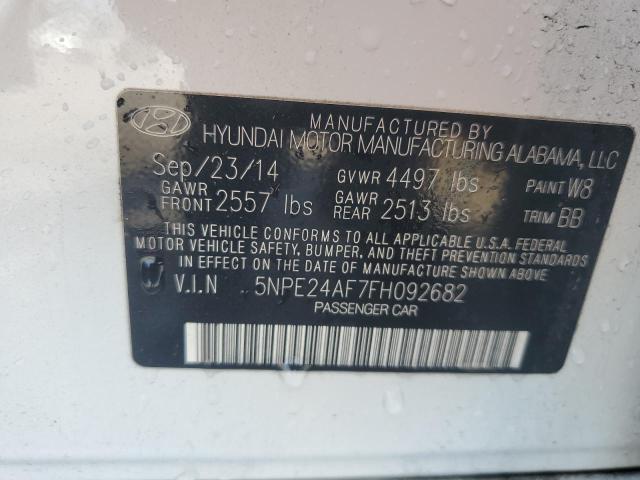 MANUFACTURED BY
HYUNDAI MOTOR MANUFACTURING ALABAMA, LLC
Sep/23/14 GVWR 4497 lbs PAINT W8
GAWR FRONT 2557 lbs GAWR REAR 2513 lbs TRIM BB
THIS VEHICLE CONFORMS TO ALL APPLICABLE U.S.A. FEDERAL
MOTOR VEHICLE SAFETY, BUMPER, AND THEFT PREVENTION STANDARDS
IN EFFECT ON THE DATE OF MANUFACTURE SHOWN ABOVE
V.I.N 5NPE24AF7FH092682
PASSENGER CAR